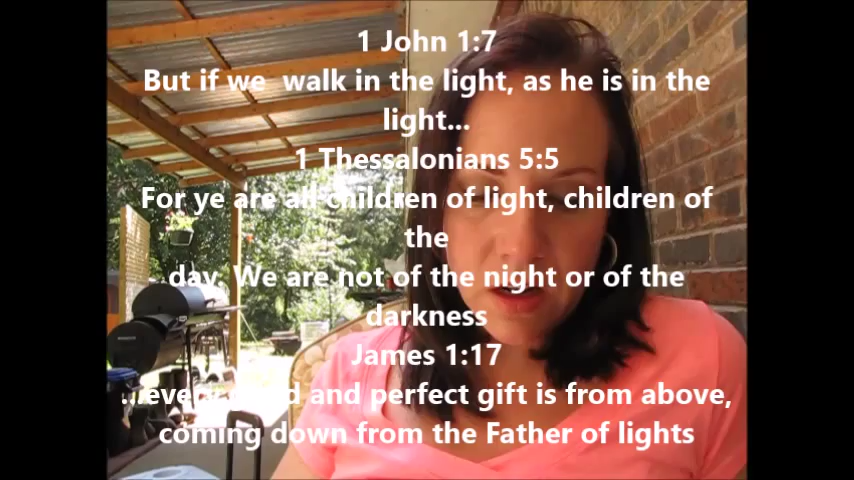 1 John 1:7
But if we walk in the light, as he is in the
light...
1 Thessalonians 5:5
For ye are all children of light, children of
the
day. We are not of the night or of the
darkness
James 1:17
...every good and perfect gift is from above,
coming down from the Father of lights